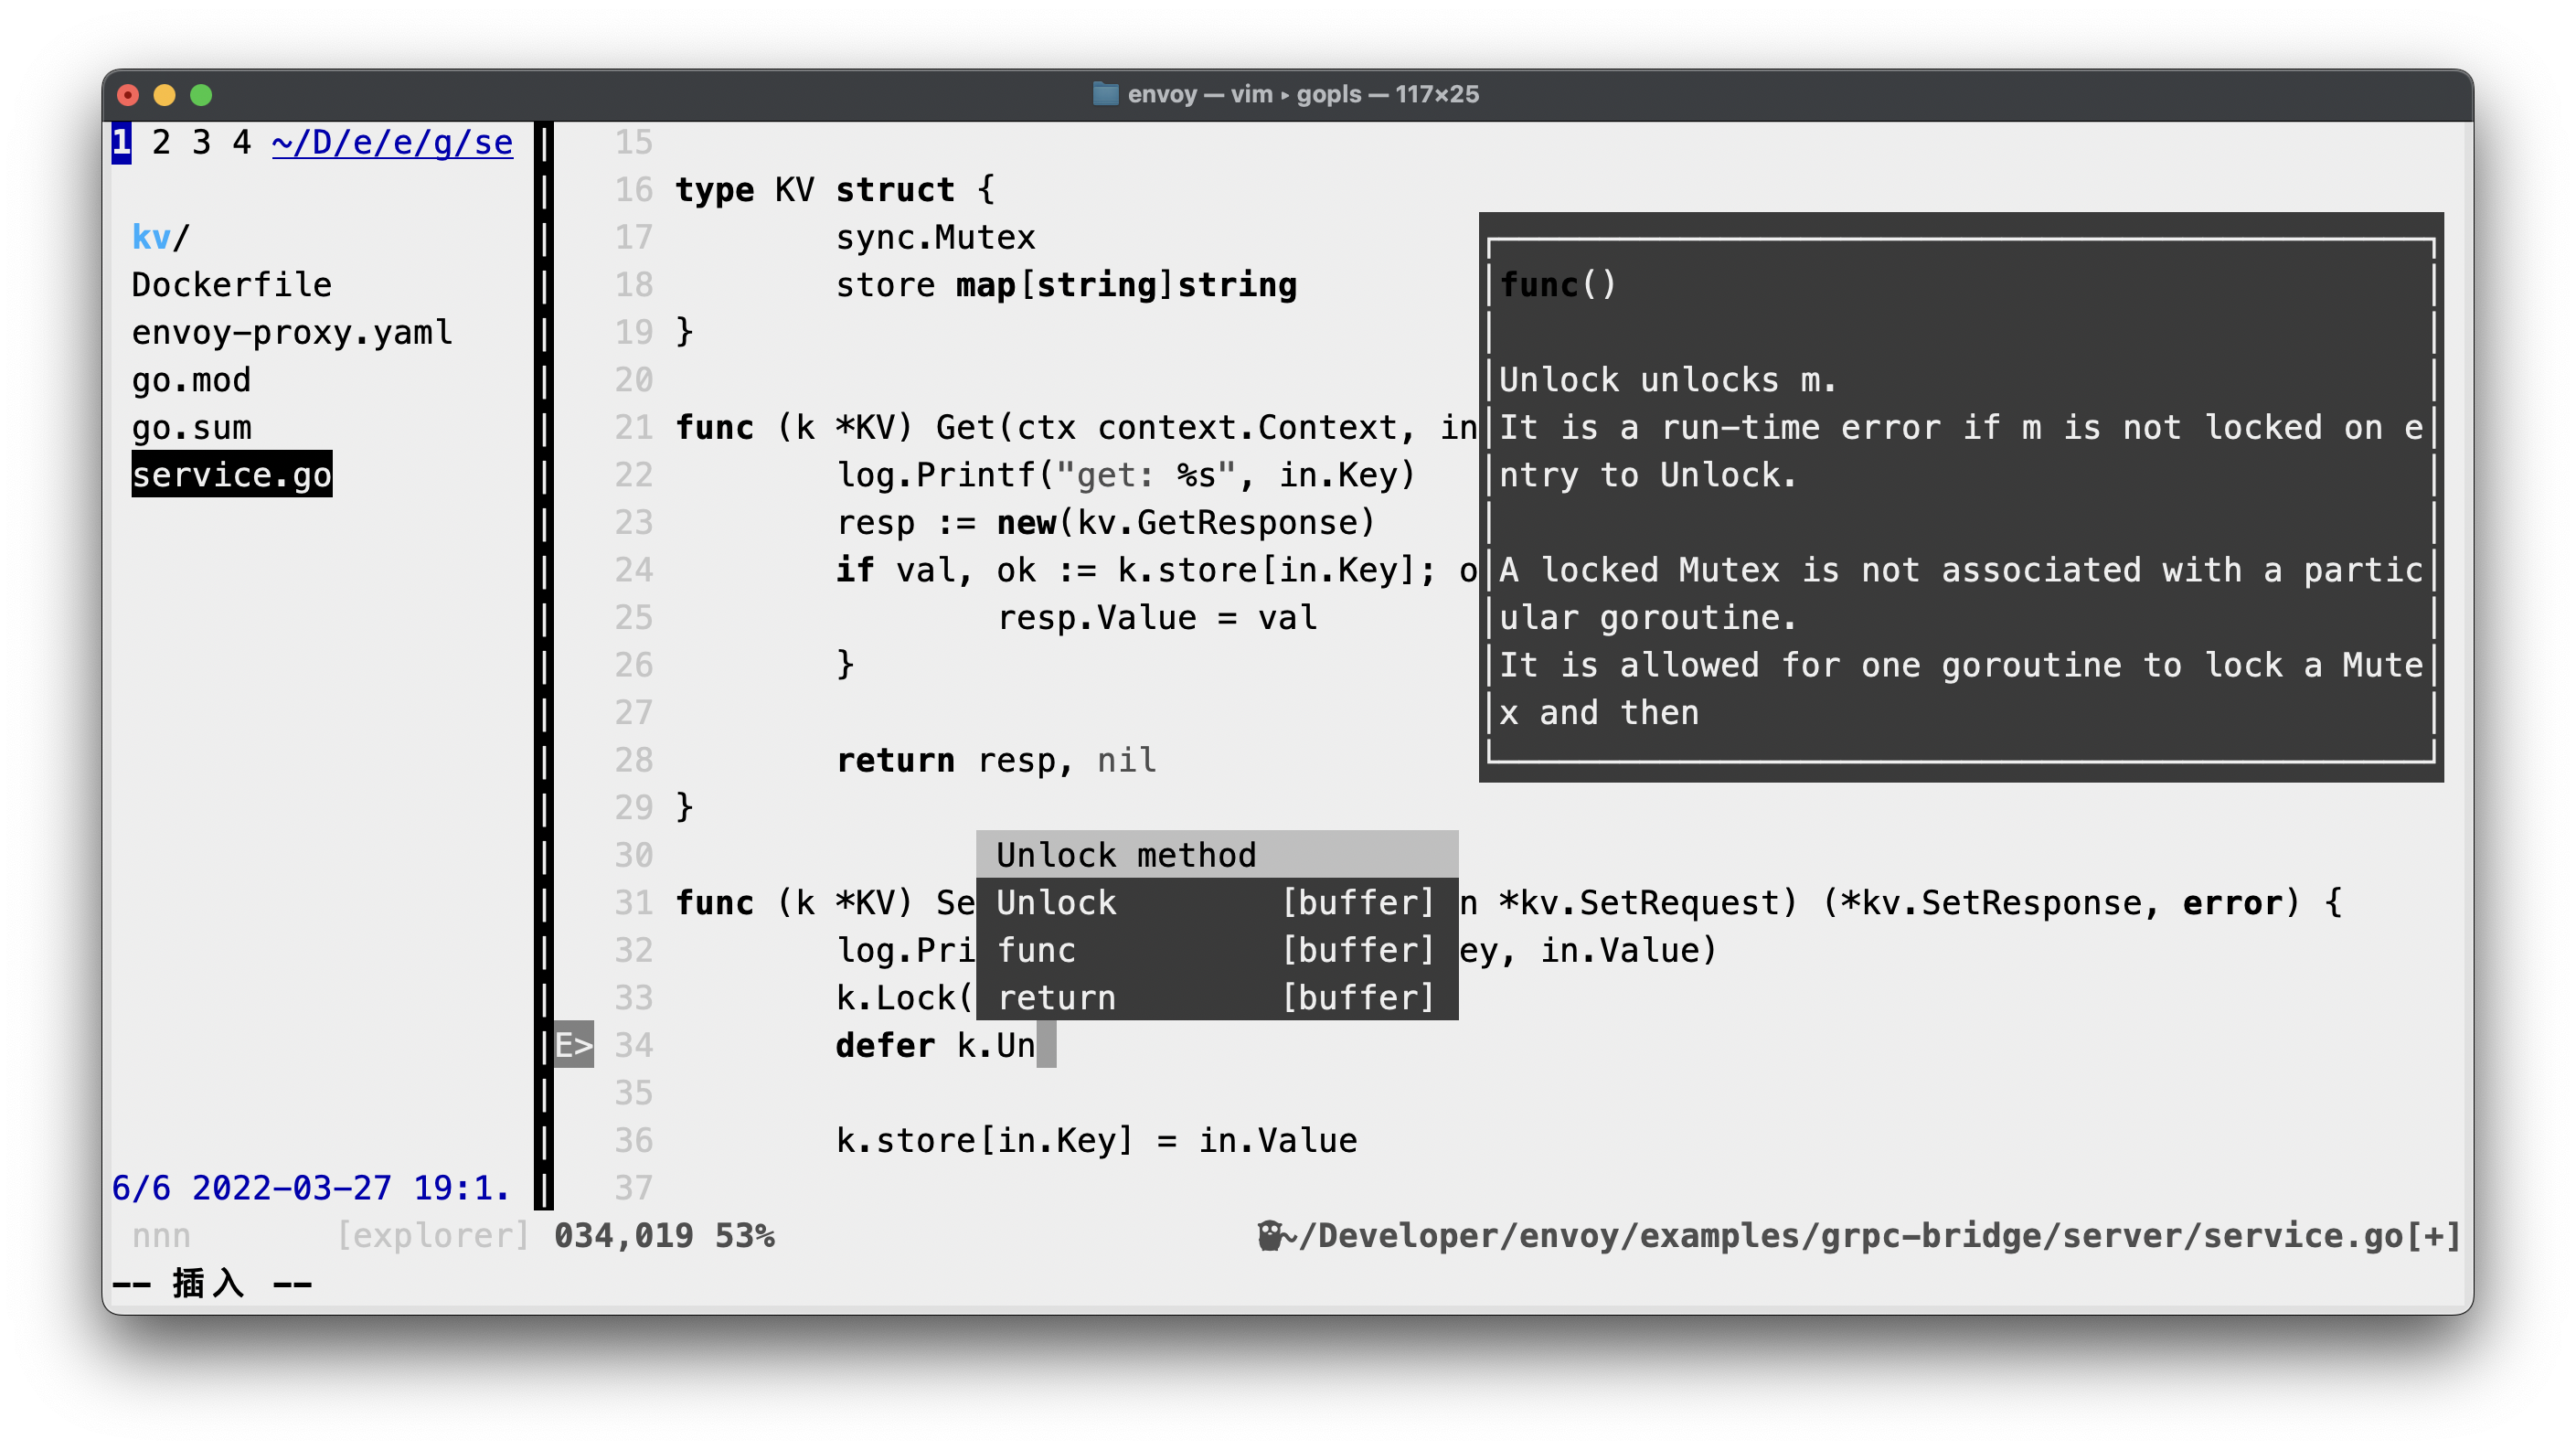 envoy — vim ▸ gopls — 117×25
1 2 3 4 ~/D/e/e/g/se
kv/
Dockerfile
envoy-proxy.yaml
go.mod
go.sum
service.go
6/6 2022-03-27 19:1.
nnn [explorer]
15
16 type KV struct {
17 sync.Mutex
18 store map[string]string
19 }
20
21 func (k *KV) Get(ctx context.Context, in
22 log.Printf("get: %s", in.Key)
23 resp := new(kv.GetResponse)
24 if val, ok := k.store[in.Key]; o
25 resp.Value = val
26 }
27
28 return resp, nil
29 }
30
31 func (k *KV) Se n *kv.SetRequest) (*kv.SetResponse, error) {
32 log.Pri ey, in.Value)
33 k.Lock(
E> 34 defer k.Un
35
36 k.store[in.Key] = in.Value
37
Unlock method
Unlock [buffer]
func [buffer]
return [buffer]
func()
Unlock unlocks m.
It is a run-time error if m is not locked on e
ntry to Unlock.
A locked Mutex is not associated with a partic
ular goroutine.
It is allowed for one goroutine to lock a Mute
x and then
034,019 53% ~/Developer/envoy/examples/grpc-bridge/server/service.go[+]
-- 插入 --